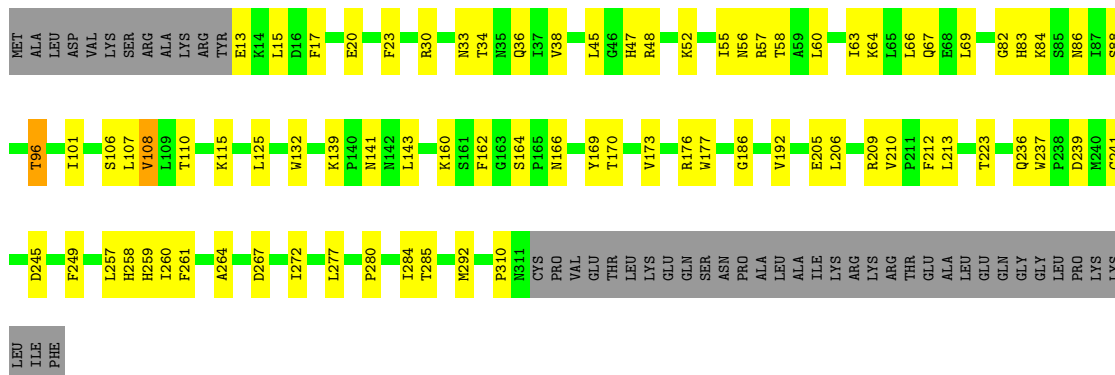 MET ALA LEU ASP VAL LYS SER ARG ALA LYS ARG TYR E13 K14 L15 D16 F17 E20 F23 R30 N33 T34 N35 Q36 I37 V38 L45 G46 H47 R48 K52 I55 N56 R57 T58 A59 L60 I63 K64 L65 L66 Q67 E68 L69 G82 H83 K84 S85 N86 I87
T96 I101 S106 L107 V108 L109 T110 K115 L125 W132 K139 P140 N141 N142 L143 K160 S161 F162 G163 S164 P165 N166 Y169 T170 V173 R176 W177 G186 V192 E205 L206 R209 V210 P211 F212 L213 T223 Q236 W237 P238 D239 M240
D245 F249 L257 H258 H259 I260 F261 A264 D267 I272 L277 P280 I284 T285 M292 P310 N311 CYS PRO VAL GLU THR LEU LYS GLU GLN SER ASN PRO ALA LEU ALA ILE LYS ARG LYS ARG THR GLU ALA LEU GLU GLN GLY GLY LEU PRO LYS
LEU ILE PHE